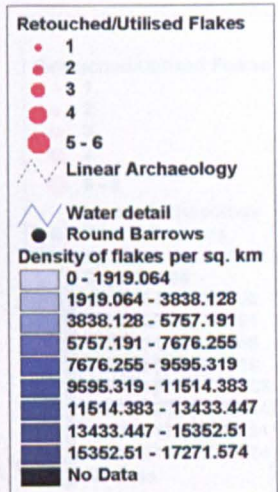 Retouched/Utilised Flakes
1
2
3
4
5 - 6
Linear Archaeology
Water detail
Round Barrows
Density of flakes per sq. km
0 - 1919.064
1919.064 - 3838.128
3838.128 - 5757.191
5757.191 - 7676.255
7676.255 - 9595.319
9595.319 - 11514.383
11514.383 - 13433.447
13433.447 - 15352.51
15352.51 - 17271.574
No Data